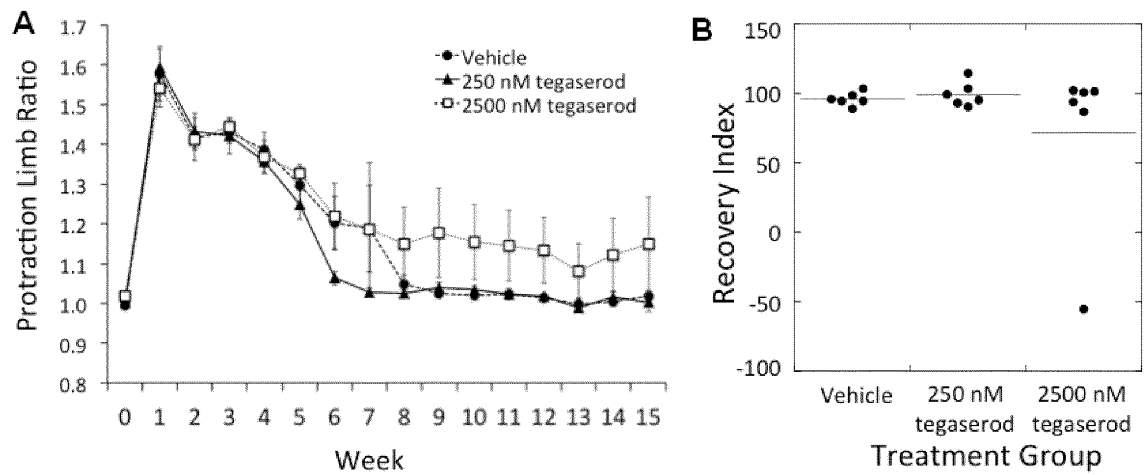 A
Protraction Limb Ratio
1.7
1.6
1.5
1.4
1.3
1.2
1.1
1.0
0.9
0.8
Vehicle
250 nM tegaserod
2500 nM tegaserod
0 1 2 3 4 5 6 7 8 9 10 11 12 13 14 15
Week
B
Recovery Index
150
100
50
0
-50
-100
Vehicle
250 nM
tegaserod
2500 nM
tegaserod
Treatment Group